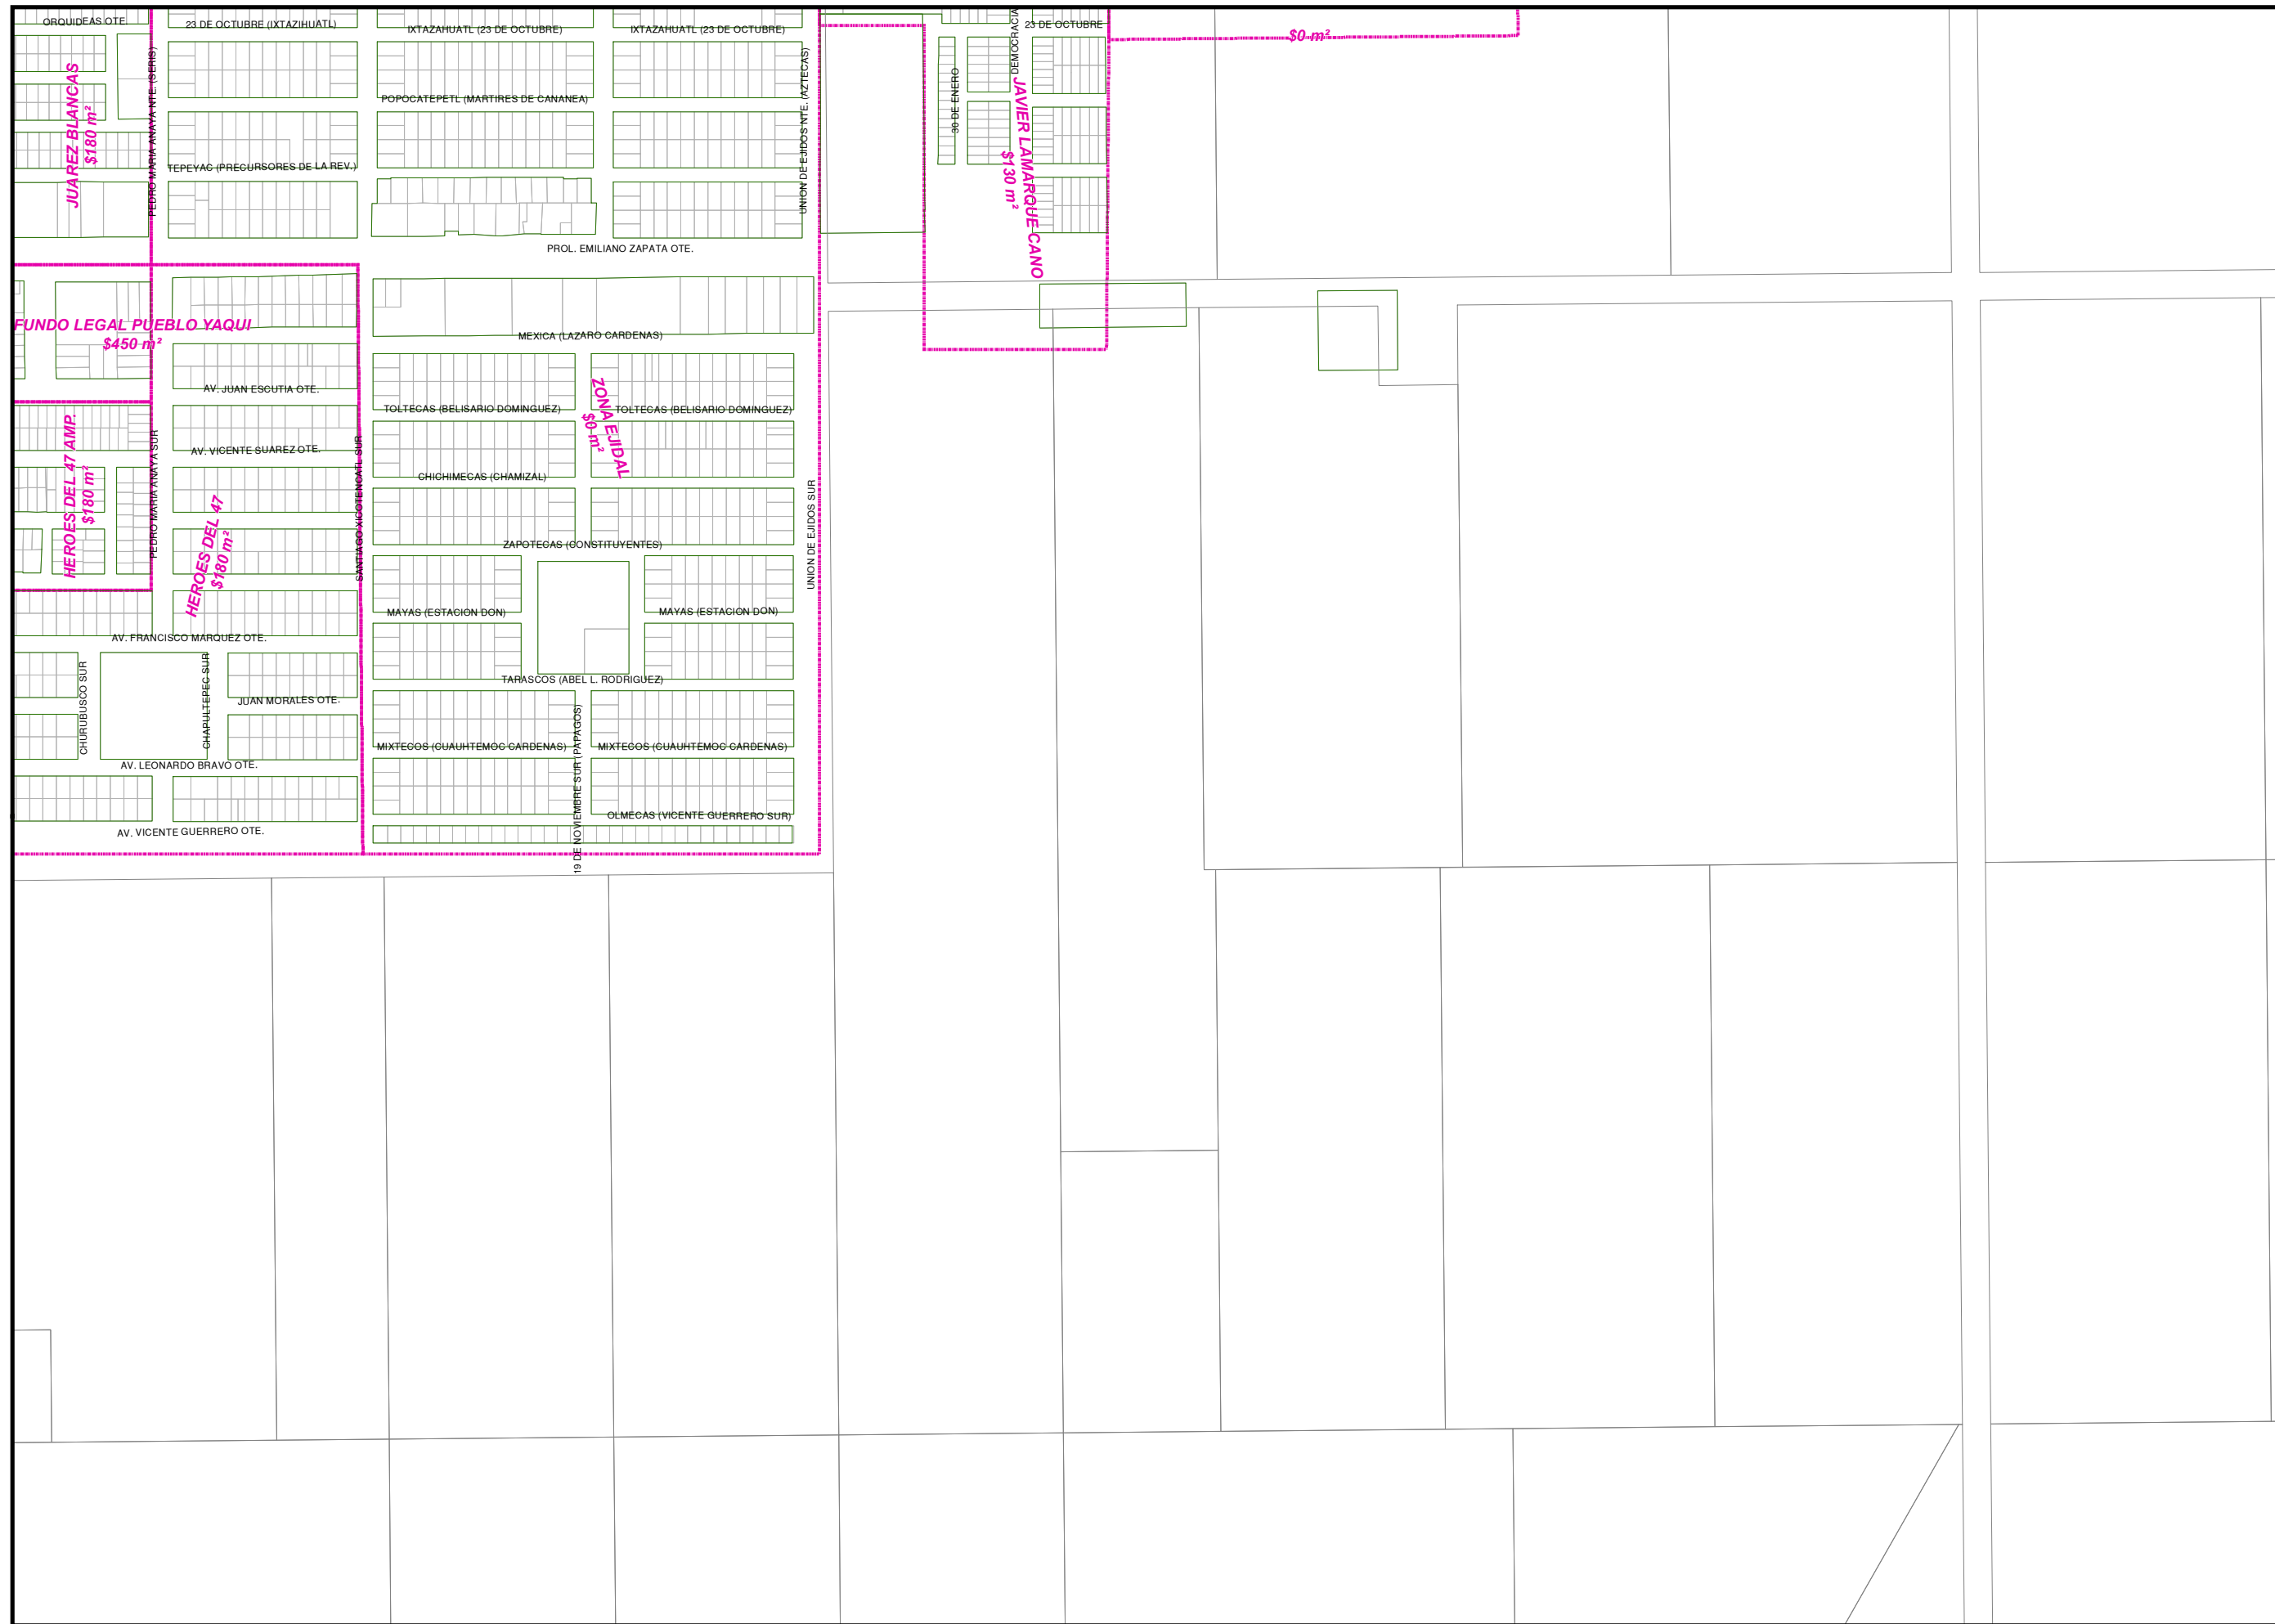 ORQUIDEAS OTE.
23 DE OCTUBRE (IXTAZIHUATL)
IXTAZAHUATL (23 DE OCTUBRE)
IXTAZAHUATL (23 DE OCTUBRE)
DEMOCRACIA
23 DE OCTUBRE
$0 m²
JUAREZ BLANCAS
$180 m²
PEDRO MARIA ANAYA NTE. (SERIS)
POPOCATEPETL (MARTIRES DE CANANEA)
UNION DE EJIDOS NTE. (AZTECAS)
30 DE ENERO
JAVIER LAMARQUE CANO
$130 m²
TEPEYAC (PRECURSORES DE LA REV.)
PROL. EMILIANO ZAPATA OTE.
FUNDO LEGAL PUEBLO YAQUI
$450 m²
MEXICA (LAZARO CARDENAS)
AV. JUAN ESCUTIA OTE.
TOLTECAS (BELISARIO DOMINGUEZ)
TOLTECAS (BELISARIO DOMINGUEZ)
ZONA EJIDAL
$0 m²
HEROES DEL 47 AMP.
$180 m²
PEDRO MARIA ANAYA SUR
AV. VICENTE SUAREZ OTE.
SANTIAGO XICOTENCATL SUR
CHICHIMECAS (CHAMIZAL)
UNION DE EJIDOS SUR
HEROES DEL 47
$180 m²
ZAPOTECAS (CONSTITUYENTES)
MAYAS (ESTACION DON)
MAYAS (ESTACION DON)
AV. FRANCISCO MARQUEZ OTE.
CHURUBUSCO SUR
CHAPULTEPEC SUR
TARASCOS (ABEL L. RODRIGUEZ)
JUAN MORALES OTE.
19 DE NOVIEMBRE SUR (PAPAGOS)
MIXTECOS (CUAUHTEMOC CARDENAS)
MIXTECOS (CUAUHTEMOC CARDENAS)
AV. LEONARDO BRAVO OTE.
OLMECAS (VICENTE GUERRERO SUR)
AV. VICENTE GUERRERO OTE.